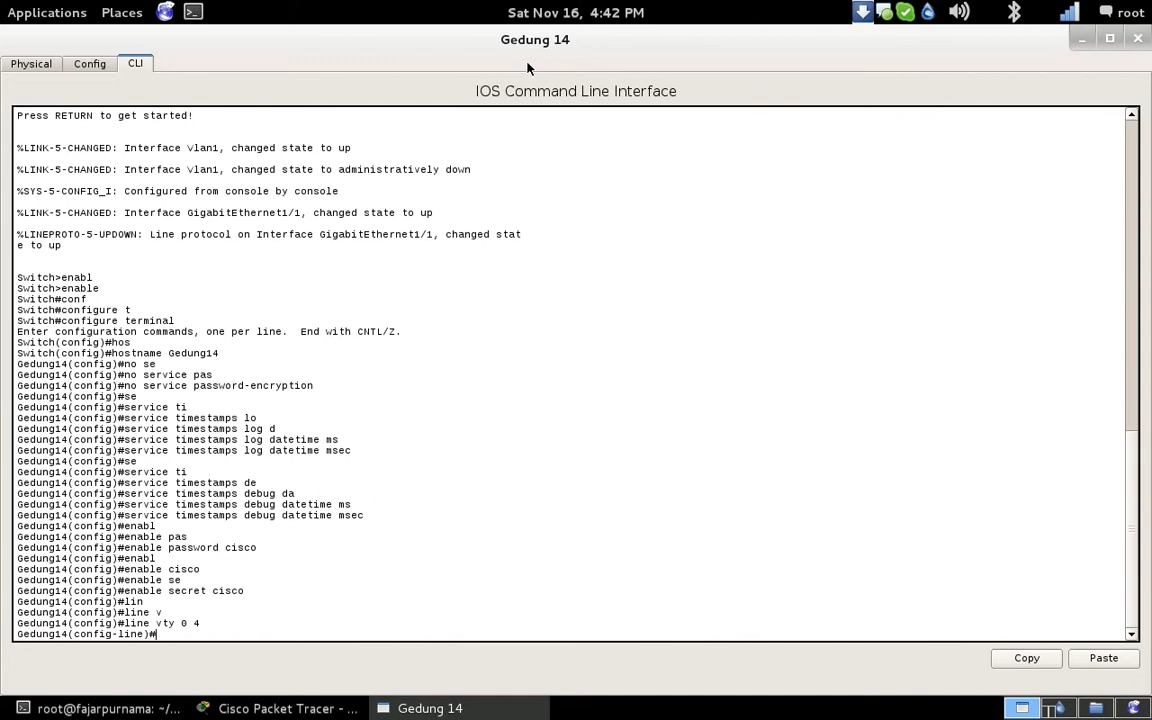 Applications Places Sat Nov 16, 4:42 PM root
Gedung 14
Physical Config CLI
IOS Command Line Interface
Press RETURN to get started!
%LINK-5-CHANGED: Interface Vlan1, changed state to up
%LINK-5-CHANGED: Interface Vlan1, changed state to administratively down
%SYS-5-CONFIG_I: Configured from console by console
%LINK-5-CHANGED: Interface GigabitEthernet1/1, changed state to up
%LINEPROTO-5-UPDOWN: Line protocol on Interface GigabitEthernet1/1, changed stat
e to up
Switch>enabl
Switch>enable
Switch#conf
Switch#configure t
Switch#configure terminal
Enter configuration commands, one per line.  End with CNTL/Z.
Switch(config)#hos
Switch(config)#hostname Gedung14
Gedung14(config)#no se
Gedung14(config)#no service pas
Gedung14(config)#no service password-encryption
Gedung14(config)#se
Gedung14(config)#service ti
Gedung14(config)#service timestamps lo
Gedung14(config)#service timestamps log d
Gedung14(config)#service timestamps log datetime ms
Gedung14(config)#service timestamps log datetime msec
Gedung14(config)#se
Gedung14(config)#service ti
Gedung14(config)#service timestamps de
Gedung14(config)#service timestamps debug da
Gedung14(config)#service timestamps debug datetime ms
Gedung14(config)#service timestamps debug datetime msec
Gedung14(config)#enabl
Gedung14(config)#enable pas
Gedung14(config)#enable password cisco
Gedung14(config)#enabl
Gedung14(config)#enable cisco
Gedung14(config)#enable se
Gedung14(config)#enable secret cisco
Gedung14(config)#lin
Gedung14(config)#line v
Gedung14(config)#line vty 0 4
Gedung14(config-line)#
Copy Paste
root@fajarpurnama: ~/... Cisco Packet Tracer - ... Gedung 14